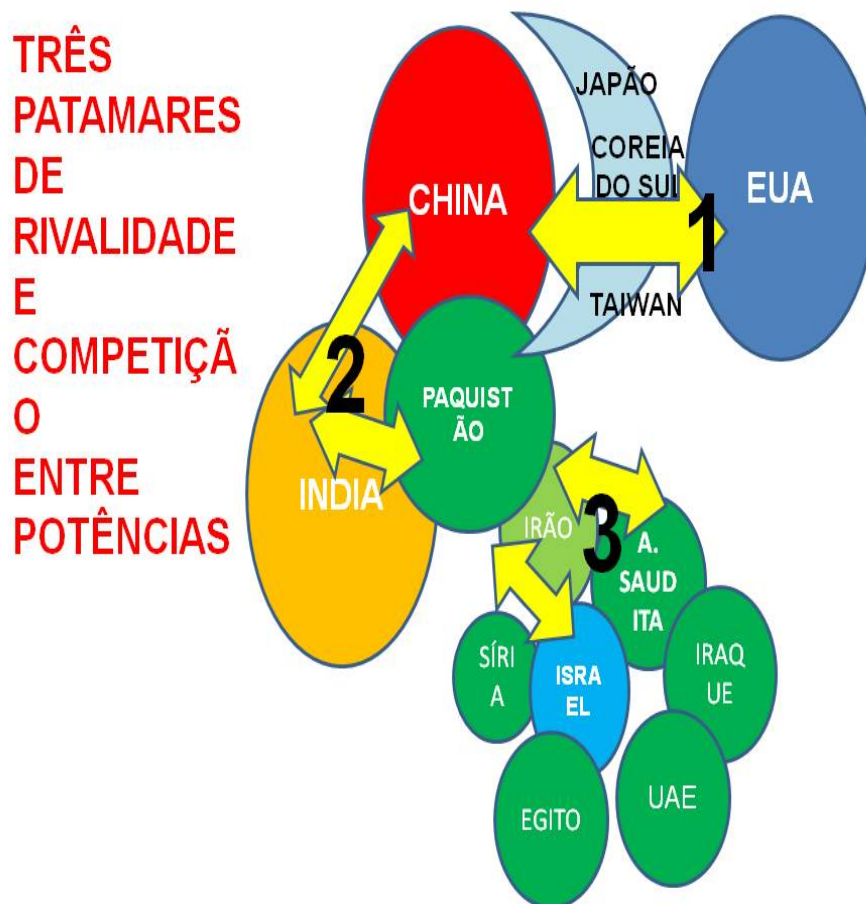 TRÊS
PATAMARES
DE
RIVALIDADE
E
COMPETIÇÃ
O
ENTRE
POTÊNCIAS
JAPÃO
COREIA
DO SUL
TAIWAN
CHINA
EUA
1
2
PAQUIST
ÃO
INDIA
IRÃO
3
A.
SAUD
ITA
SÍRI
A
ISRA
EL
IRAQ
UE
EGITO
UAE